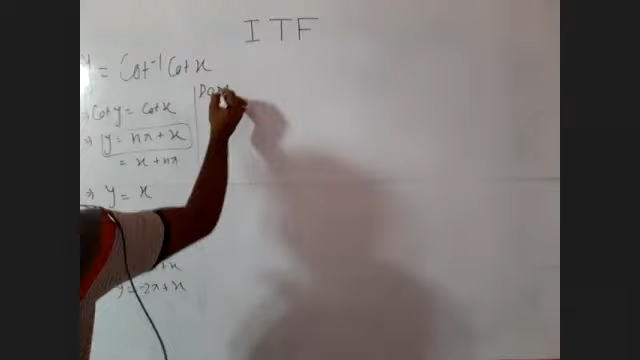 ITF
y = Cot⁻¹ Cot x
⇒ Cot y = Cot x
⇒ y = nπ + x
= x + nπ
⇒ y = x
y = -2π + x
Dom